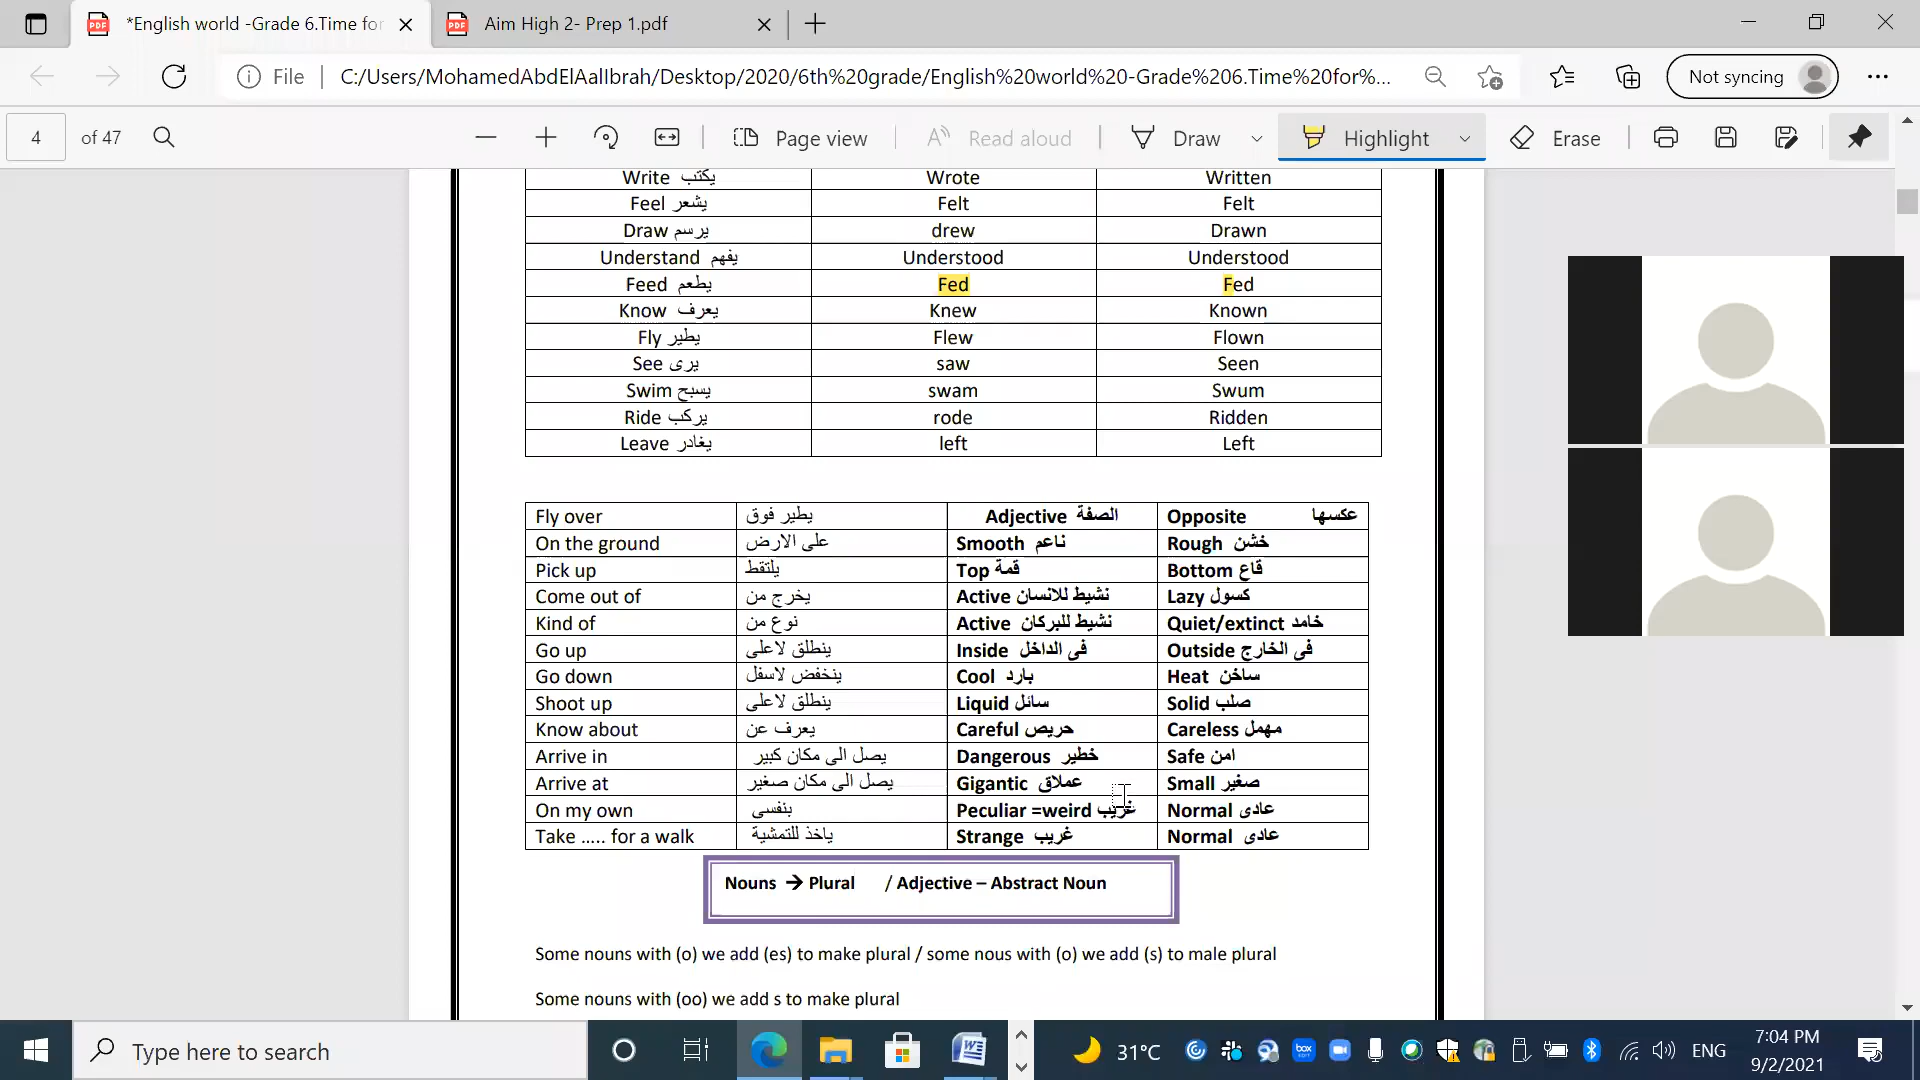 *English world -Grade 6.Time for
Aim High 2- Prep 1.pdf
File
C:/Users/MohamedAbdElAalIbrah/Desktop/2020/6th%20grade/English%20world%20-Grade%206.Time%20for%...
Not syncing
4 of 47
Page view
Read aloud
Draw
Highlight
Erase
Write يكتب Wrote Written
Feel يشعر Felt Felt
Draw يرسم drew Drawn
Understand يفهم Understood Understood
Feed يطعم Fed Fed
Know يعرف Knew Known
Fly يطير Flew Flown
See يرى saw Seen
Swim يسبح swam Swum
Ride يركب rode Ridden
Leave يغادر left Left
Fly over يطير فوق Adjective الصفة Opposite عكسها
On the ground على الارض Smooth ناعم Rough خشن
Pick up يلتقط Top قمة Bottom قاع
Come out of يخرج من Active نشيط للانسان Lazy كسول
Kind of نوع من Active نشيط للبركان Quiet/extinct خامد
Go up ينطلق لاعلى Inside فى الداخل Outside فى الخارج
Go down ينخفض لاسفل Cool بارد Heat ساخن
Shoot up ينطلق لاعلى Liquid سائل Solid صلب
Know about يعرف عن Careful حريص Careless مهمل
Arrive in يصل الى مكان كبير Dangerous خطير Safe امن
Arrive at يصل الى مكان صغير Gigantic عملاق Small صغير
On my own بنفسى Peculiar =weird غريب Normal عادى
Take ..... for a walk ياخذ للتمشية Strange غريب Normal عادى
Nouns → Plural / Adjective – Abstract Noun
Some nouns with (o) we add (es) to make plural / some nous with (o) we add (s) to male plural
Some nouns with (oo) we add s to make plural
Type here to search
31°C
box
ENG
7:04 PM
9/2/2021